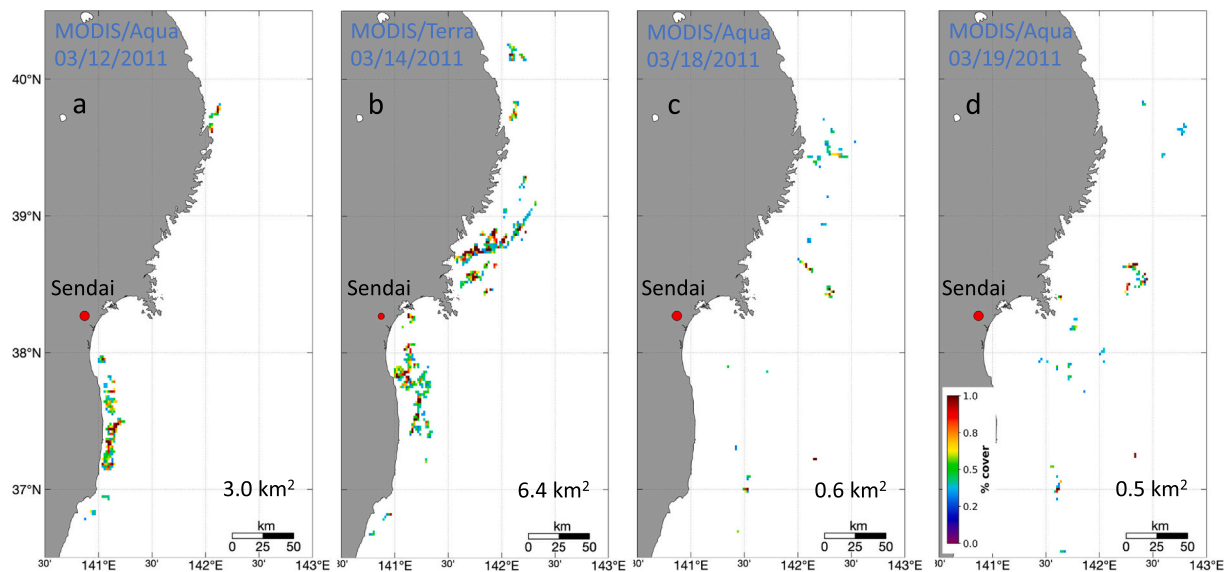 MODIS/Aqua
03/12/2011
a
40°N
39°N
Sendai
38°N
37°N
3.0 km²
km
0 25 50
30' 141°E 30' 142°E 30' 143°E
MODIS/Terra
03/14/2011
b
Sendai
6.4 km²
km
0 25 50
30' 141°E 30' 142°E 30' 143°E
MODIS/Aqua
03/18/2011
c
Sendai
0.6 km²
km
0 25 50
30' 141°E 30' 142°E 30' 143°E
MODIS/Aqua
03/19/2011
d
Sendai
1.0
0.8
0.5
0.2
0.0
% cover
0.5 km²
km
0 25 50
30' 141°E 30' 142°E 30' 143°E